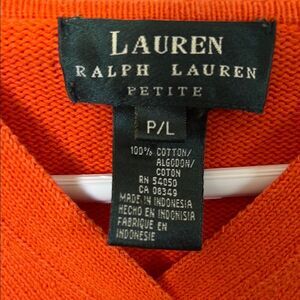 LAUREN
RALPH LAUREN
PETITE
P/L
100% COTTON/
ALGODON/
COTON
RN 54050
CA 08349
MADE IN INDONESIA
HECHO EN INDONISIA
FABRIQUE EN
INDONESIE